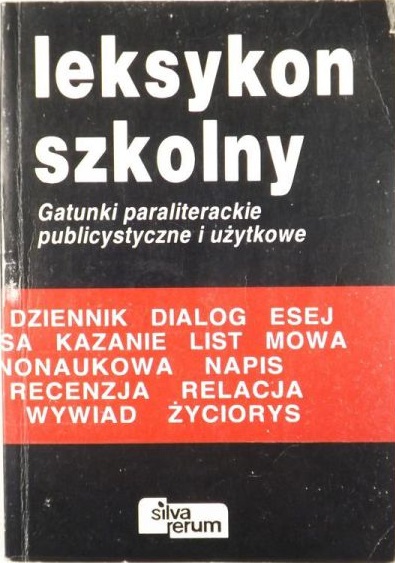 leksykon
szkolny
Gatunki paraliterackie
publicystyczne i użytkowe
DZIENNIK DIALOG ESEJ
SA KAZANIE LIST MOWA
NONAUKOWA NAPIS
RECENZJA RELACJA
WYWIAD ŻYCIORYS
silva
rerum